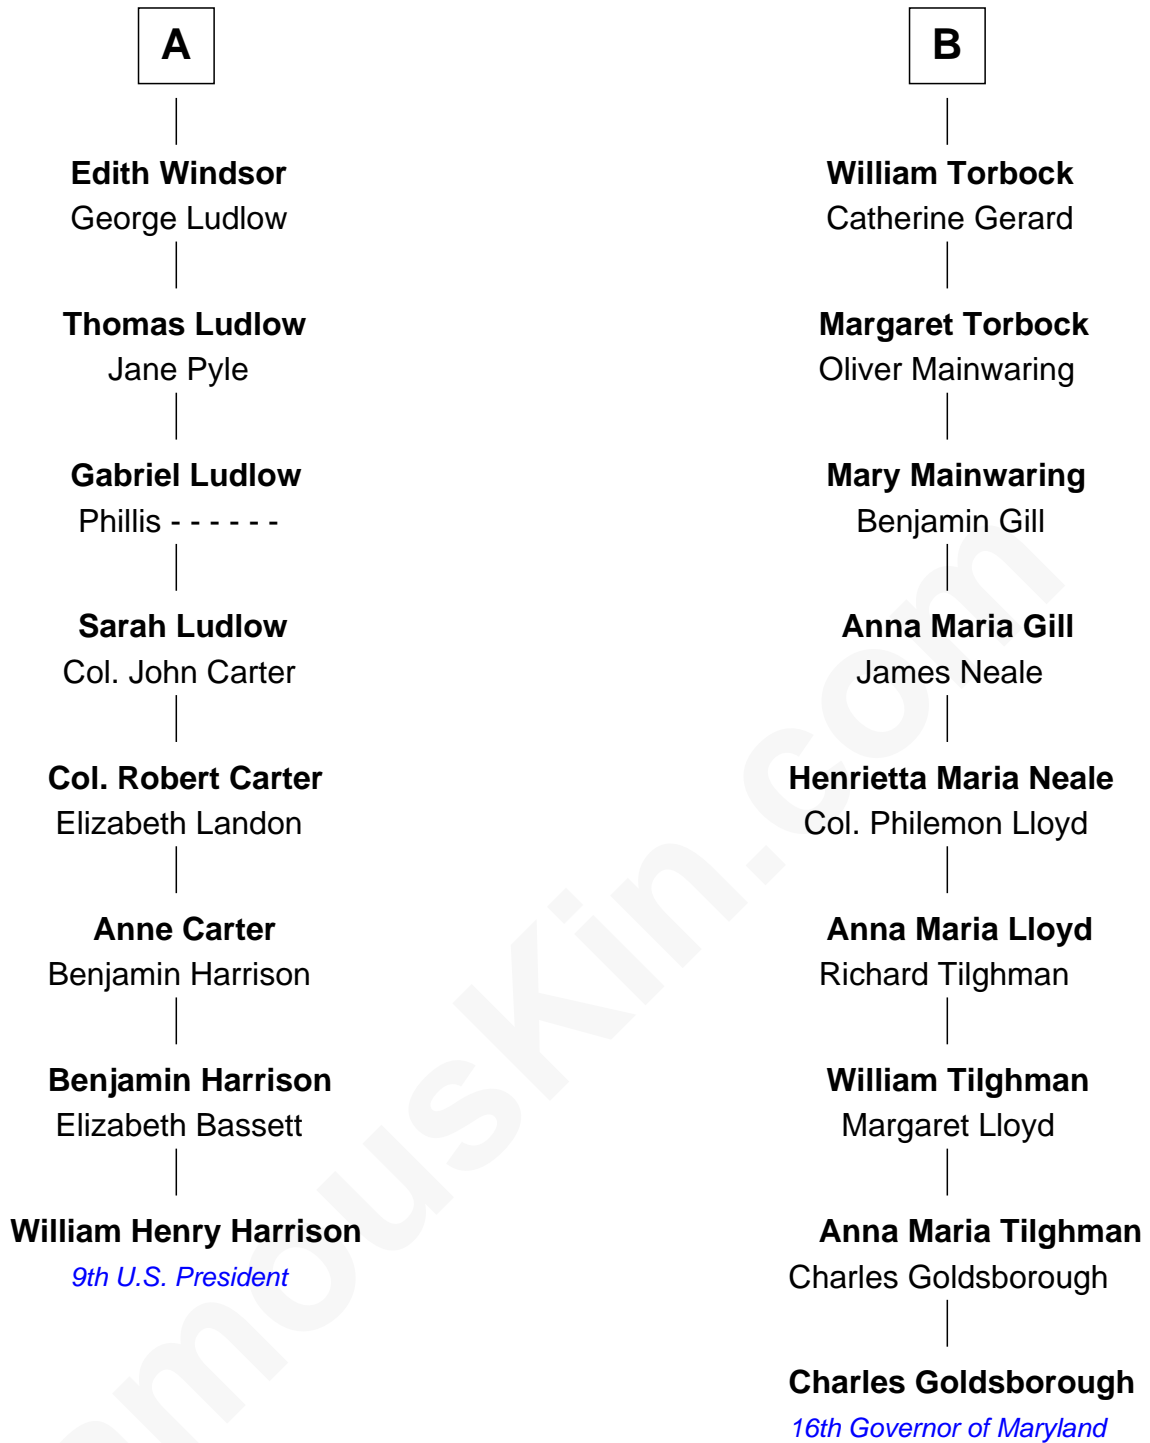 A
Edith Windsor
George Ludlow
Thomas Ludlow
Jane Pyle
Gabriel Ludlow
Phillis - - - - - -
Sarah Ludlow
Col. John Carter
Col. Robert Carter
Elizabeth Landon
Anne Carter
Benjamin Harrison
Benjamin Harrison
Elizabeth Bassett
William Henry Harrison
9th U.S. President
B
William Torbock
Catherine Gerard
Margaret Torbock
Oliver Mainwaring
Mary Mainwaring
Benjamin Gill
Anna Maria Gill
James Neale
Henrietta Maria Neale
Col. Philemon Lloyd
Anna Maria Lloyd
Richard Tilghman
William Tilghman
Margaret Lloyd
Anna Maria Tilghman
Charles Goldsborough
Charles Goldsborough
16th Governor of Maryland
amouskin.com